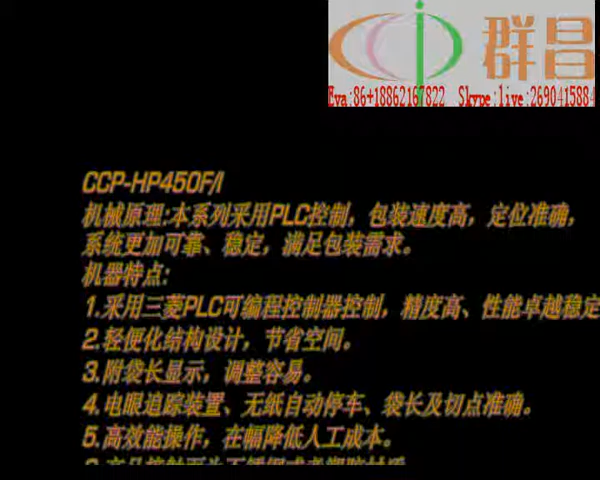 群昌
Eva:86+18862167822 Skype:live:2690415884
CCP-HP450F/I
机械原理:本系列采用PLC控制，包装速度高，定位准确，
系统更加可靠、稳定，满足包装需求。
机器特点:
1.采用三菱PLC可编程控制器控制，精度高、性能卓越稳定
2.轻便化结构设计，节省空间。
3.附袋长显示，调整容易。
4.电眼追踪装置、无纸自动停车、袋长及切点准确。
5.高效能操作，在幅降低人工成本。